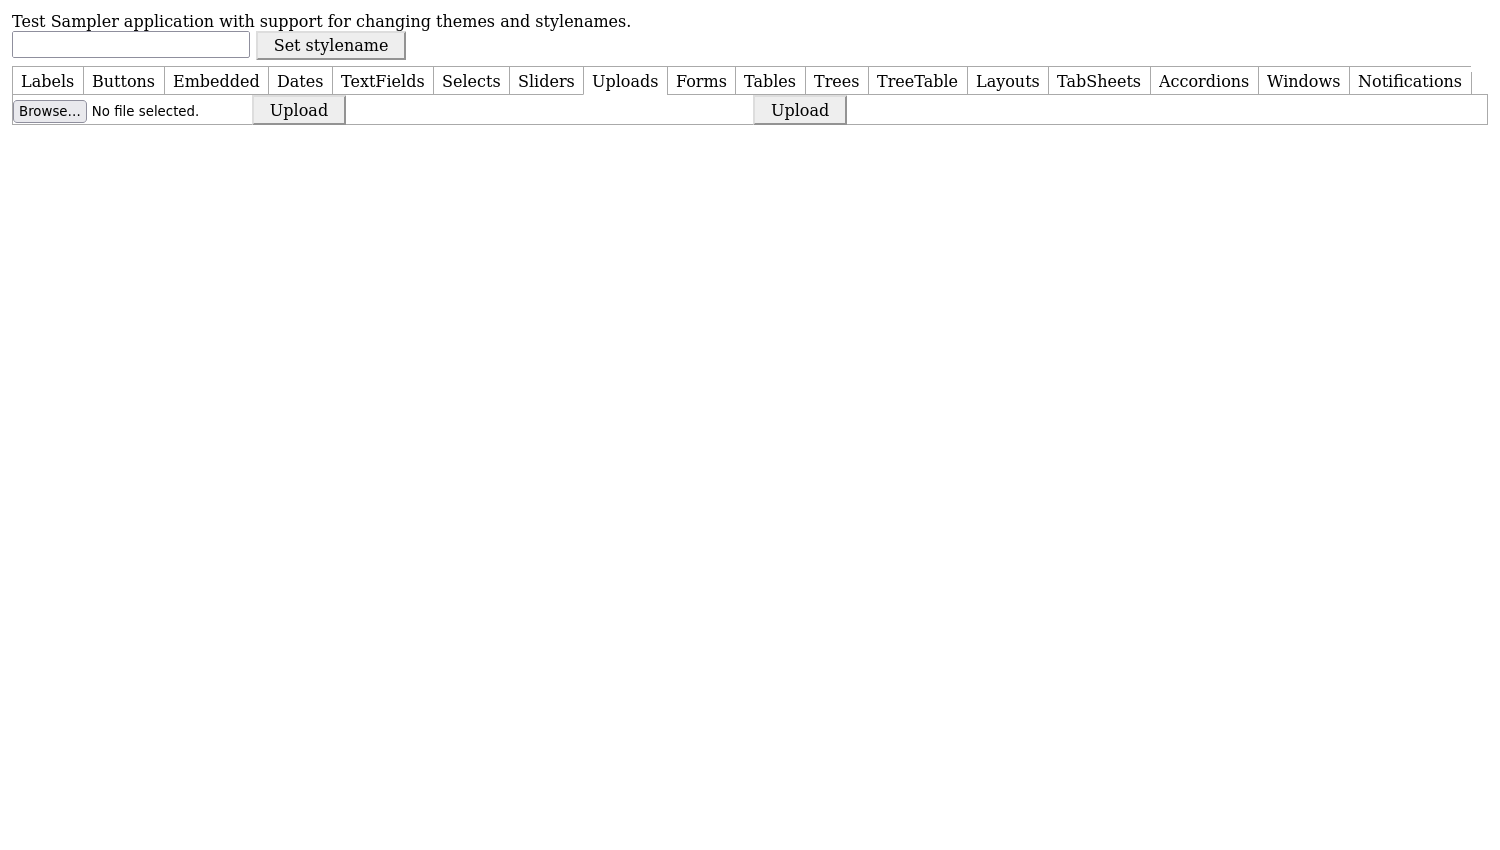 Test Sampler application with support for changing themes and stylenames.
Set stylename
Labels Buttons Embedded Dates TextFields Selects Sliders Uploads Forms Tables Trees TreeTable Layouts TabSheets Accordions Windows Notifications
Browse... No file selected. Upload Upload